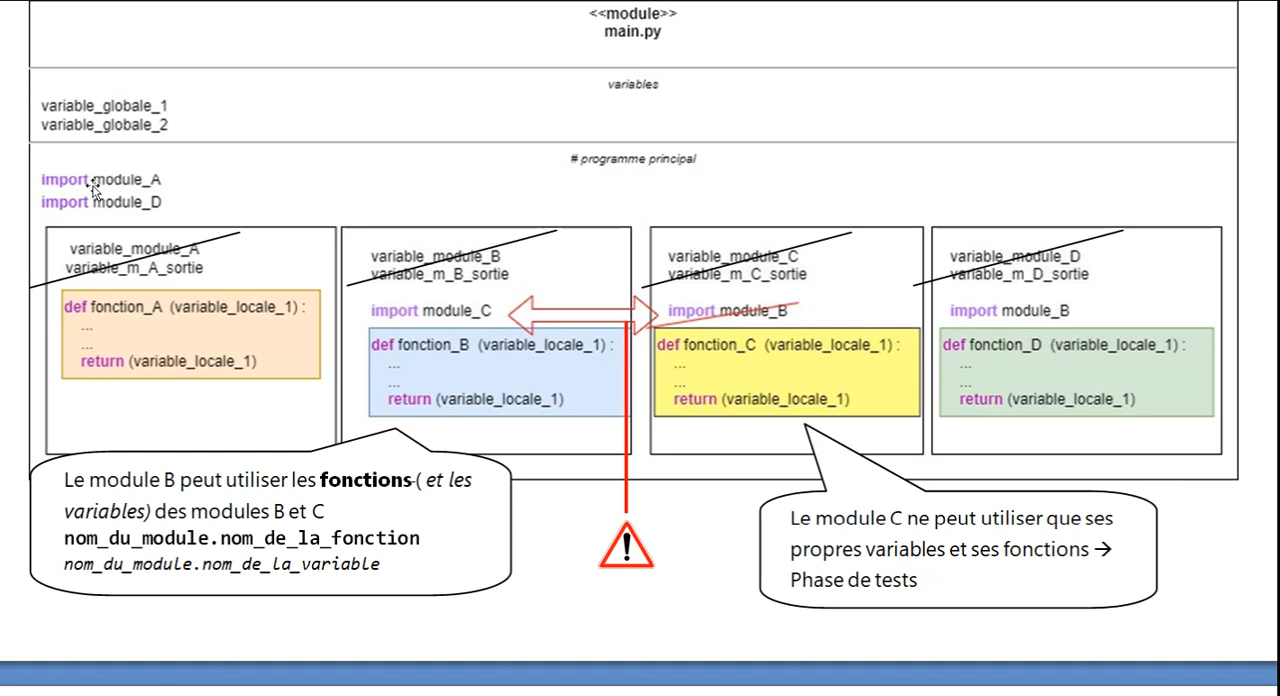 <<module>>
main.py
variables
variable_globale_1
variable_globale_2
# programme principal
import module_A
import module_D
variable_module_A
variable_m_A_sortie
def fonction_A (variable_locale_1) :
...
...
return (variable_locale_1)
variable_module_B
variable_m_B_sortie
import module_C
def fonction_B (variable_locale_1) :
...
...
return (variable_locale_1)
variable_module_C
variable_m_C_sortie
import module_B
def fonction_C (variable_locale_1) :
...
...
return (variable_locale_1)
variable_module_D
variable_m_D_sortie
import module_B
def fonction_D (variable_locale_1) :
...
...
return (variable_locale_1)
Le module B peut utiliser les fonctions ( et les
variables) des modules B et C
nom_du_module.nom_de_la_fonction
nom_du_module.nom_de_la_variable
!
Le module C ne peut utiliser que ses
propres variables et ses fonctions →
Phase de tests